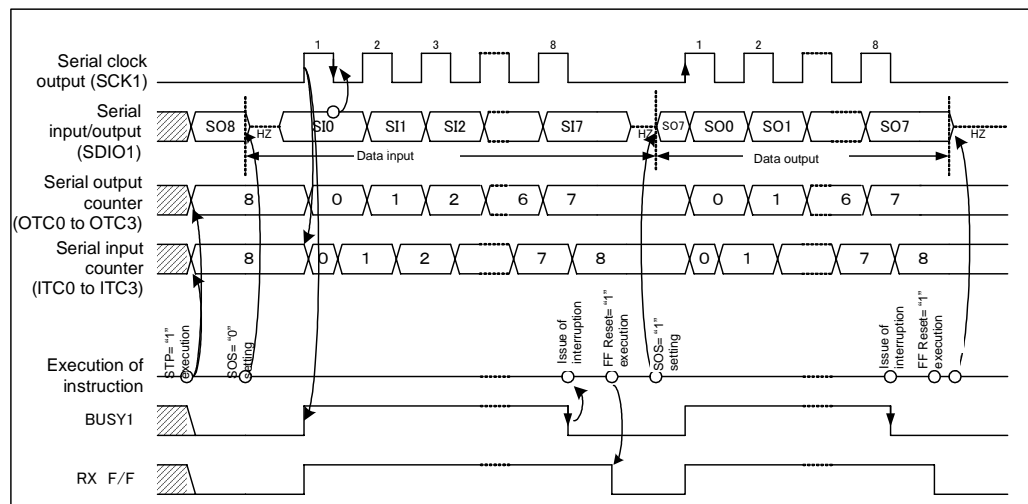 1 2 3 8 1 2 8
Serial clock
output (SCK1)
Serial
input/output
(SDIO1)
SO8 HZ SI0 SI1 SI2 SI7 HZ SO7 SO0 SO1 SO7 HZ
Data input Data output
Serial output
counter
(OTC0 to OTC3)
8 0 1 2 6 7 0 1 6 7
Serial input
counter
(ITC0 to ITC3)
8 0 1 2 7 8 0 1 7 8
STP= “1”
execution
SOS= “0”
setting
Issue of
interruption
FF Reset= “1”
execution
SOS= “1”
setting
Issue of
interruption
FF Reset= “1”
execution
Execution of
instruction
BUSY1
RX F/F